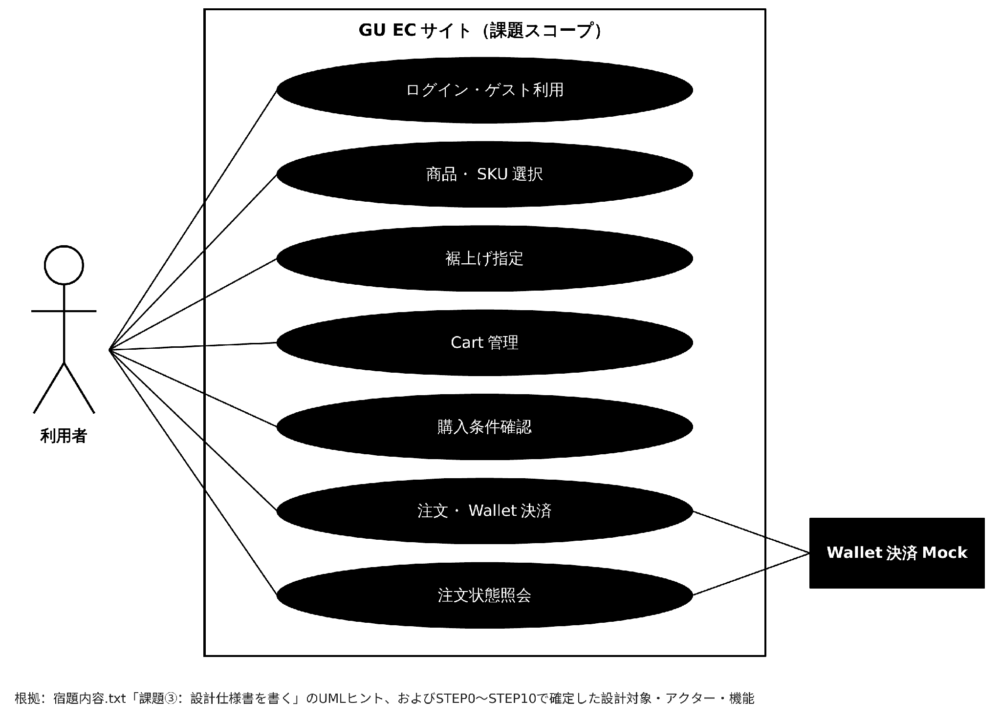 GU EC サイト（課題スコープ）
ログイン・ゲスト利用
商品・ SKU 選択
裾上げ指定
Cart 管理
購入条件確認
利用者
注文・ Wallet 決済
Wallet 決済 Mock
注文状態照会
根拠：宿題内容.txt「課題③：設計仕様書を書く」のUMLヒント、およびSTEP0～STEP10で確定した設計対象・アクター・機能